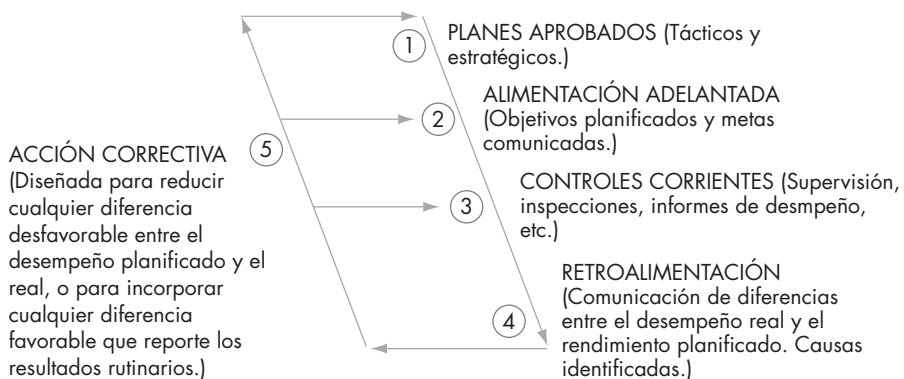 1
PLANES APROBADOS (Tácticos y
estratégicos.)
2
ALIMENTACIÓN ADELANTADA
(Objetivos planificados y metas
comunicadas.)
3
CONTROLES CORRIENTES (Supervisión,
inspecciones, informes de desmpeño,
etc.)
4
RETROALIMENTACIÓN
(Comunicación de diferencias
entre el desempeño real y el
rendimiento planificado. Causas
identificadas.)
5
ACCIÓN CORRECTIVA
(Diseñada para reducir
cualquier diferencia
desfavorable entre el
desempeño planificado y el
real, o para incorporar
cualquier diferencia
favorable que reporte los
resultados rutinarios.)